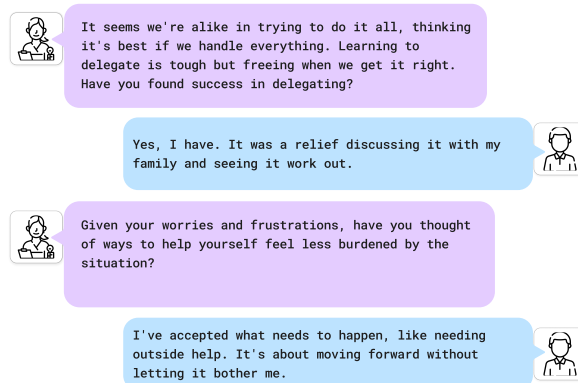 It seems we're alike in trying to do it all, thinking
it's best if we handle everything. Learning to
delegate is tough but freeing when we get it right.
Have you found success in delegating?
Yes, I have. It was a relief discussing it with my
family and seeing it work out.
Given your worries and frustrations, have you thought
of ways to help yourself feel less burdened by the
situation?
I've accepted what needs to happen, like needing
outside help. It's about moving forward without
letting it bother me.